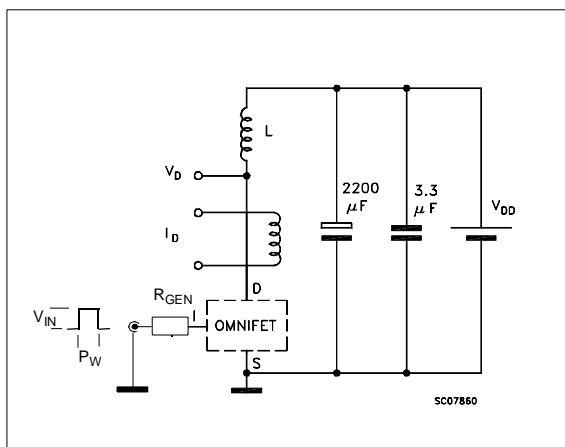 L
V_D
2200
µF
3.3
µF
V_DD
I_D
D
R_GEN
I
OMNIFET
V_IN
P_W
S
SC07860